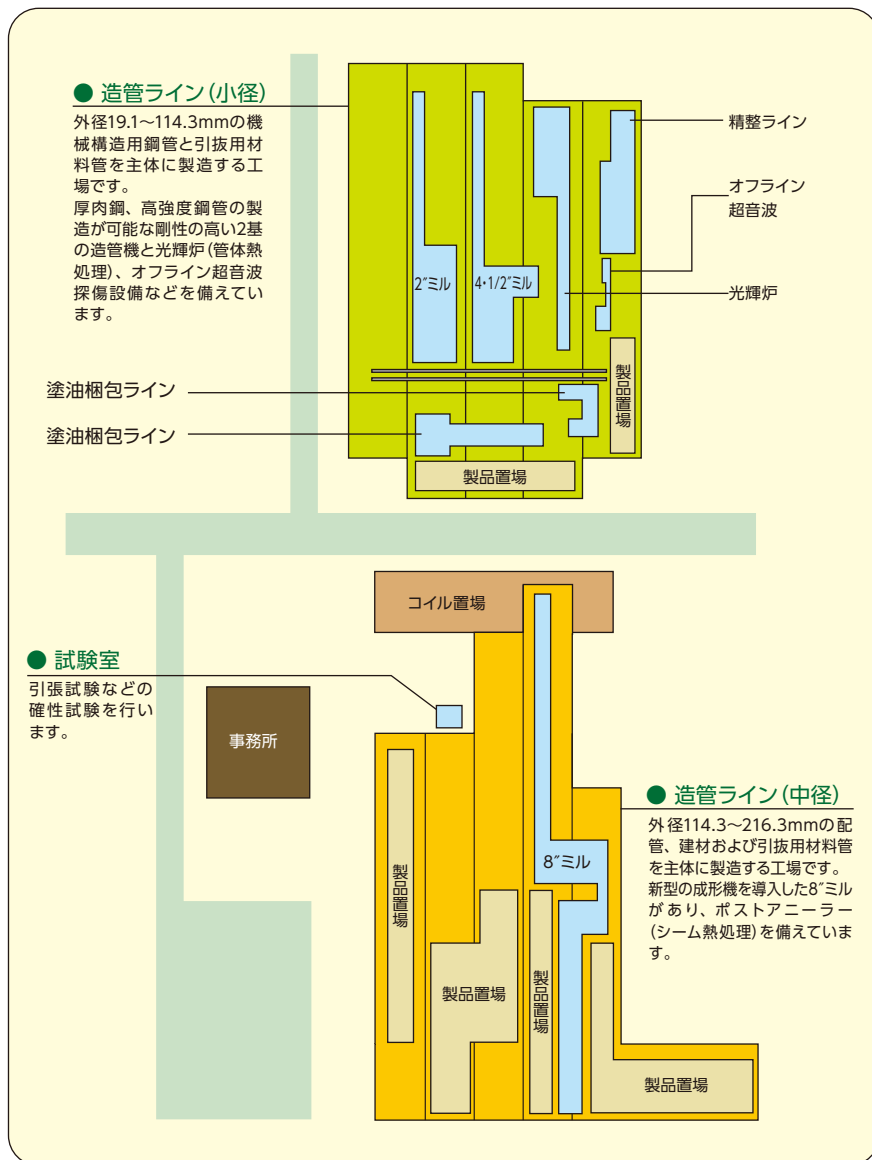 ● 造管ライン(小径)
外径19.1~114.3mmの機
械構造用鋼管と引抜用材
料管を主体に製造する工
場です。
厚肉鋼、高強度鋼管の製
造が可能な剛性の高い2基
の造管機と光輝炉(管体熱
処理)、オフライン超音波
探傷設備などを備えてい
ます。
精整ライン
オフライン
超音波
光輝炉
2″ミル
4・1/2″ミル
製品置場
塗油梱包ライン
塗油梱包ライン
製品置場
コイル置場
● 試験室
引張試験などの
確性試験を行い
ます。
事務所
● 造管ライン(中径)
外径114.3~216.3mmの配
管、建材および引抜用材料管
を主体に製造する工場です。
新型の成形機を導入した8″ミル
があり、ポストアニーラー
(シーム熱処理)を備えていま
す。
8″ミル
製品置場
製品置場
製品置場
製品置場